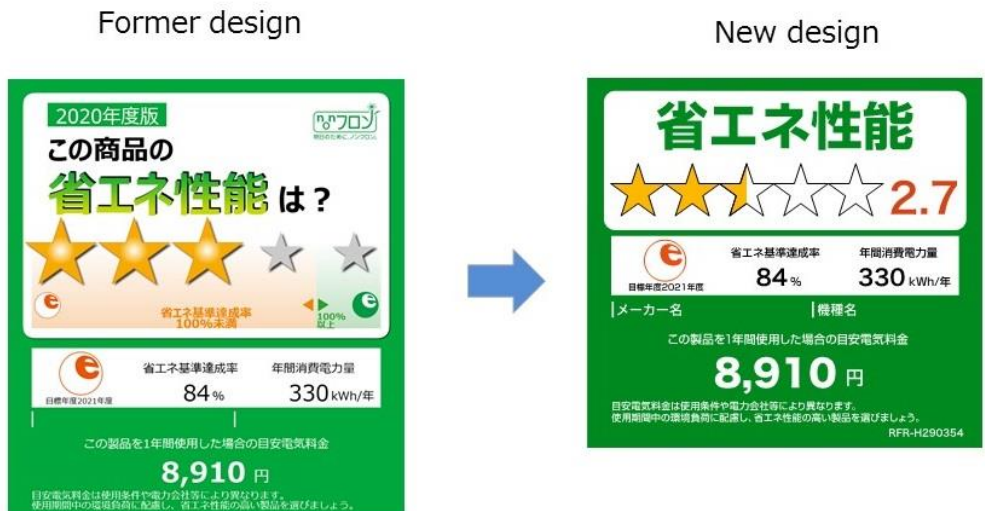 Former design
2020年度版
nonフロン
この商品の
省エネ性能は？
省エネ基準達成率
100%未満
100%
以上
e
目標年度2021年度
省エネ基準達成率
84%
年間消費電力量
330kWh/年
この製品を1年間使用した場合の目安電気料金
8,910円
目安電気料金は使用条件や電力会社等により異なります。
使用期間中の環境負荷に配慮し、省エネ性能の高い製品を選びましょう。
New design
省エネ性能
2.7
e
目標年度2021年度
省エネ基準達成率
84%
年間消費電力量
330kWh/年
メーカー名
機種名
この製品を1年間使用した場合の目安電気料金
8,910円
目安電気料金は使用条件や電力会社等により異なります。
使用期間中の環境負荷に配慮し、省エネ性能の高い製品を選びましょう。
RFR-H290354